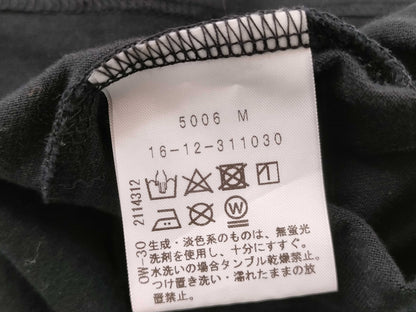 5006 M
16-12-311030
W
生成・淡色系のものは、無蛍光
洗剤を使用し、十分にすすぐ。
水洗いの場合タンブル乾燥禁止。
つけ置き洗い・濡れたままの放
置禁止。
0W-30 2114312